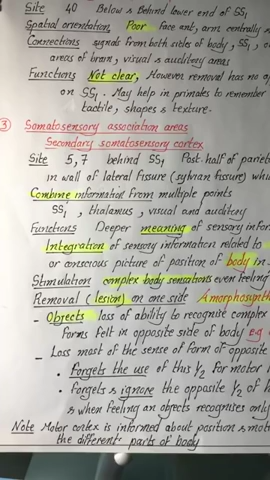 Site 40 Below & Behind lower end of SS1
Spatial orientation Poor face ant, arm centrally &
Connections signals from both sides of body, SS1,
areas of brain, visual & auditory areas
Functions Not clear, However removal has no
on SS1. May help in primates to remember
tactile, shapes & texture.
③ Somatosensory association areas
Secondary somatosensory cortex
Site 5,7 behind SS1 Post. half of pariet
in wall of lateral fissure (sylvian fissure) whi
Combine information from multiple points
SS1, thalamus, visual and auditory
Functions Deeper meaning of sensory infor
Integration of sensory information related to
or conscious picture of position of body in
Stimulation complex body sensations even feeling
Removal (lesion) on one side Amorphosynth
- Objects loss of ability to recognise complex
forms felt in opposite side of body eg
- Loss most of the sense of form of opposite
• Forgets the use of this 1/2 for motor
• Forgets & ignore the opposite 1/2 of
& when feeling an objects recognises only
Note Motor cortex is informed about position & mot
the different parts of body